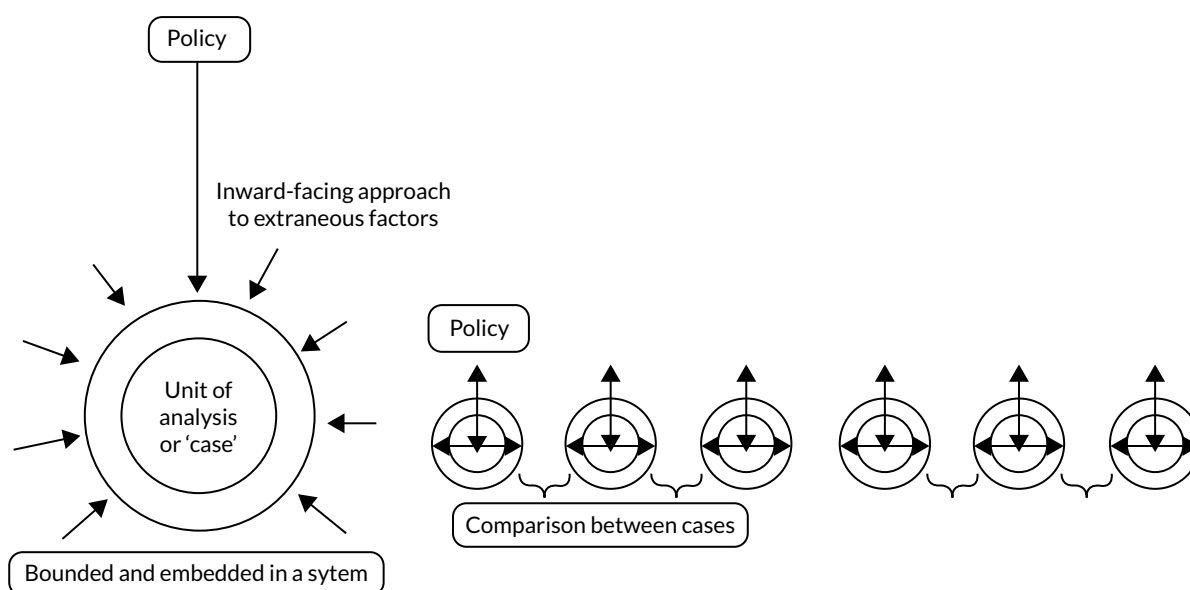 Policy
Inward-facing approach
to extraneous factors
Unit of
analysis
or ‘case’
Bounded and embedded in a sytem
Policy
Comparison between cases